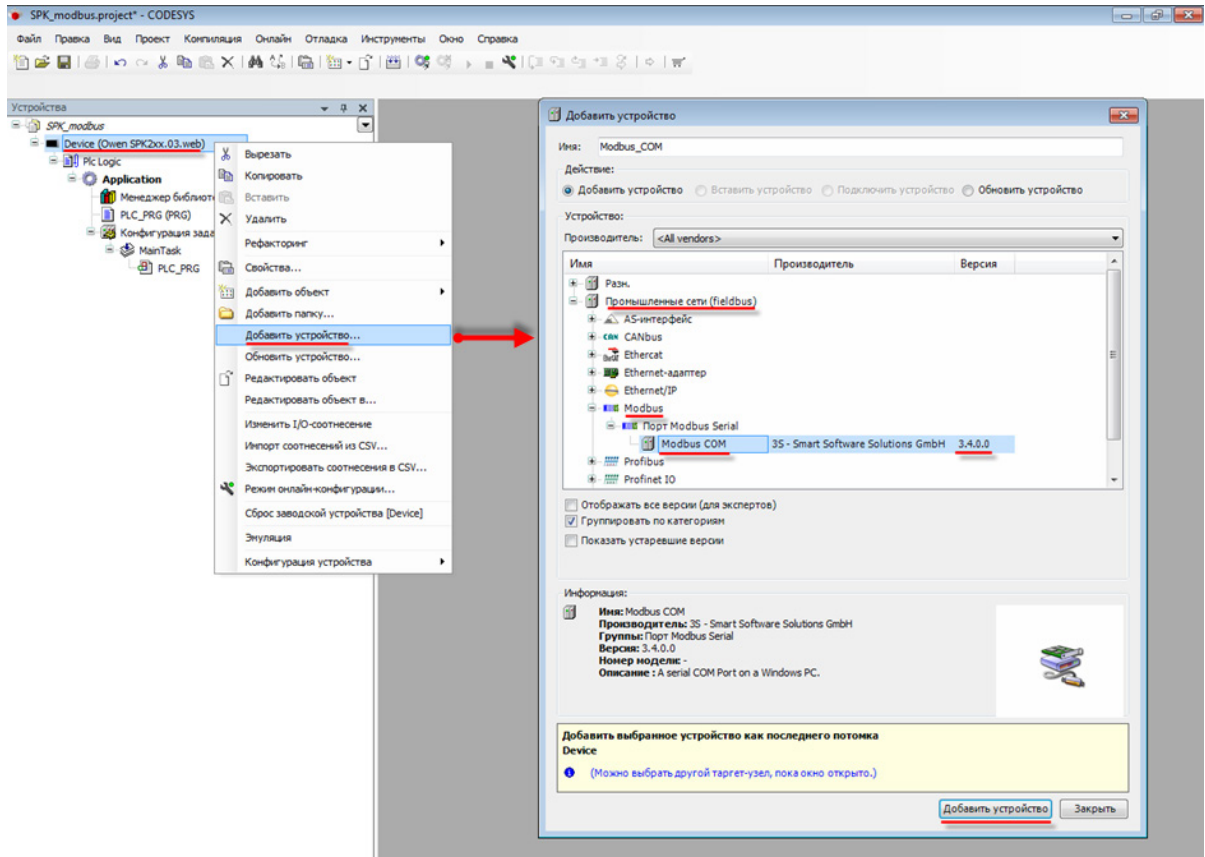 SPK_modbus.project* - CODESYS
Файл Правка Вид Проект Компиляция Онлайн Отладка Инструменты Окно Справка
Устройства
SPK_modbus
Device (Owen SPK2xx.03.web)
Plc Logic
Application
Менеджер библиот
PLC_PRG (PRG)
Конфигурация зада
MainTask
PLC_PRG
Вырезать
Копировать
Вставить
Удалить
Рефакторинг
Свойства...
Добавить объект
Добавить папку...
Добавить устройство...
Обновить устройство...
Редактировать объект
Редактировать объект в...
Изменить I/O-соотнесение
Импорт соотнесений из CSV...
Экспортировать соотнесения в CSV...
Режим онлайн-конфигурации...
Сброс заводской устройства [Device]
Эмуляция
Конфигурация устройства
Добавить устройство
Имя: Modbus_COM
Действие:
Добавить устройство Вставить устройство Подключить устройство Обновить устройство
Устройство:
Производитель: <All vendors>
Имя Производитель Версия
Разн.
Промышленные сети (fieldbus)
AS-интерфейс
CAN CANbus
Ethercat
Ethernet-адаптер
Ethernet/IP
Modbus
Порт Modbus Serial
Modbus COM 3S - Smart Software Solutions GmbH 3.4.0.0
Profibus
Profinet IO
Отображать все версии (для экспертов)
Группировать по категориям
Показать устаревшие версии
Информация:
Имя: Modbus COM
Производитель: 3S - Smart Software Solutions GmbH
Группы: Порт Modbus Serial
Версия: 3.4.0.0
Номер модели: -
Описание : A serial COM Port on a Windows PC.
Добавить выбранное устройство как последнего потомка
Device
(Можно выбрать другой таргет-узел, пока окно открыто.)
Добавить устройство Закрыть